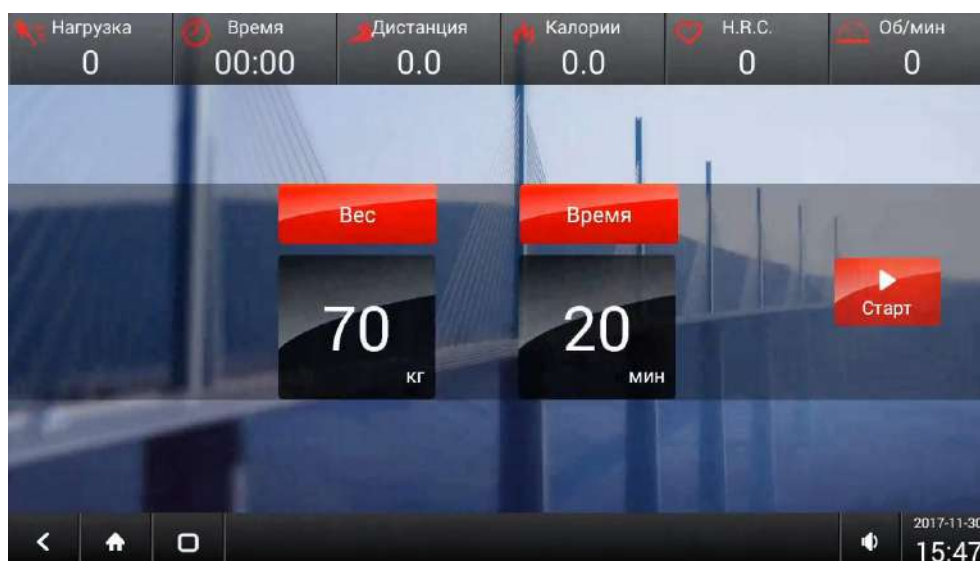 Нагрузка Время Дистанция Калории H.R.C. Об/мин
0 00:00 0.0 0.0 0 0
Вес Время
70 20
Старт
кг мин
2017-11-30
15:47